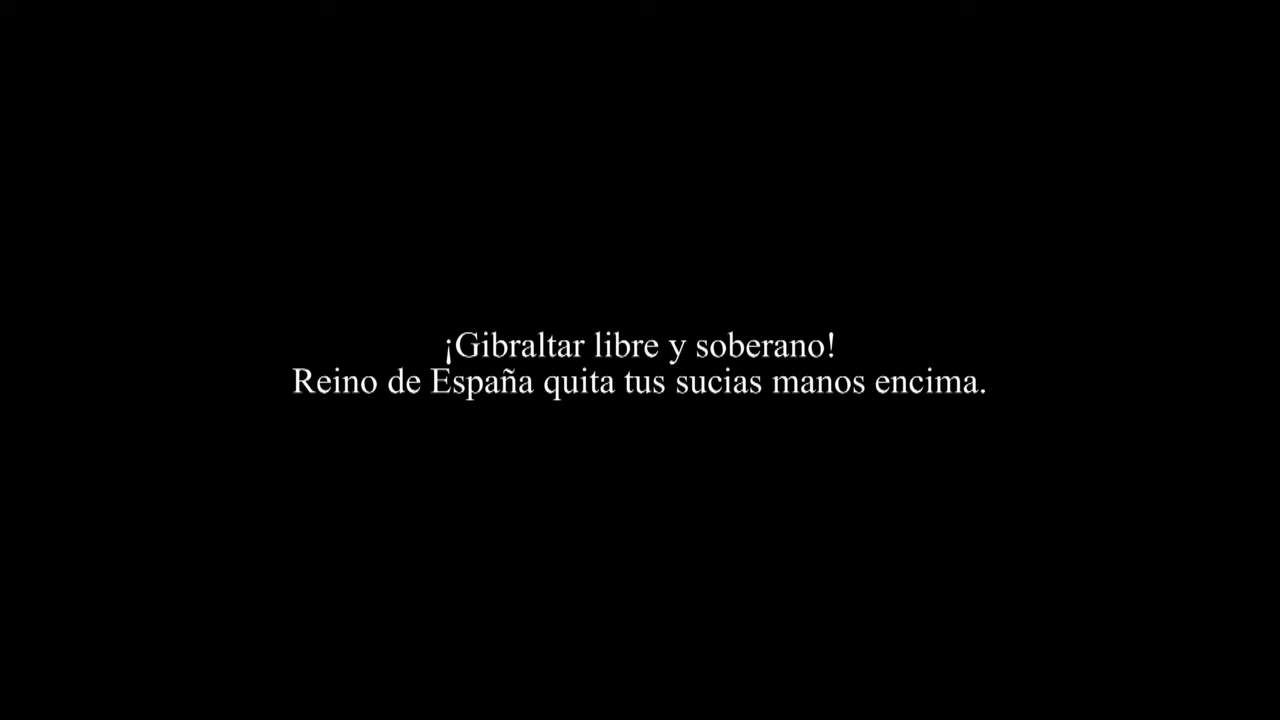 ¡Gibraltar libre y soberano!
Reino de España quita tus sucias manos encima.